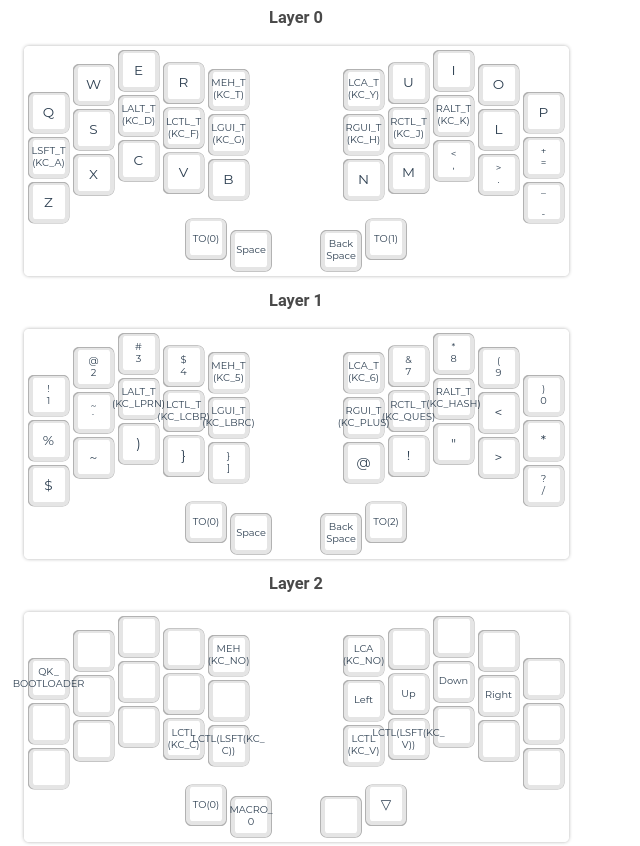 Layer 0
Q
W
E
R
MEH_T
(KC_T)
LCA_T
(KC_Y)
U
I
O
P
LSFT_T
(KC_A)
S
LALT_T
(KC_D)
LCTL_T
(KC_F)
LGUI_T
(KC_G)
RGUI_T
(KC_H)
RCTL_T
(KC_J)
RALT_T
(KC_K)
L
+
=
Z
X
C
V
B
N
M
<
,
>
.
_
-
TO(0)
Space
Back
Space
TO(1)
Layer 1
!
1
@
2
#
3
$
4
MEH_T
(KC_5)
LCA_T
(KC_6)
&
7
*
8
(
9
)
0
%
~
`
LALT_T
(KC_LPRN)
LCTL_T
(KC_LCBR)
LGUI_T
(KC_LBRC)
RGUI_T
(KC_PLUS)
RCTL_T
(KC_QUES)
RALT_T
(KC_HASH)
<
*
$
~
)
}
}
]
@
!
"
>
?
/
TO(0)
Space
Back
Space
TO(2)
Layer 2
QK_
BOOTLOADER
MEH
(KC_NO)
LCA
(KC_NO)
Left
Up
Down
Right
LCTL
(KC_C)
LCTL(LSFT(KC_
C))
LCTL
(KC_V)
LCTL(LSFT(KC_
V))
TO(0)
MACRO_
0
▽